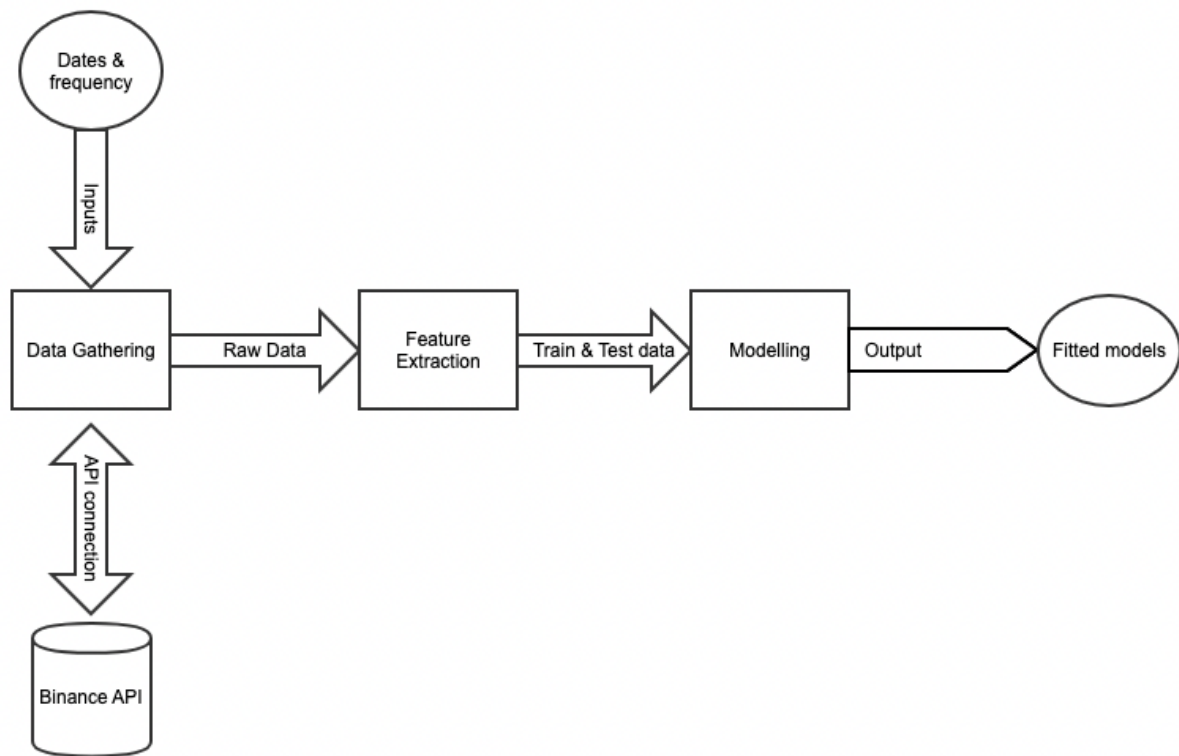 Dates &
frequency
Inputs
Data Gathering
Raw Data
Feature
Extraction
Train & Test data
Modelling
Output
Fitted models
API connection
Binance API